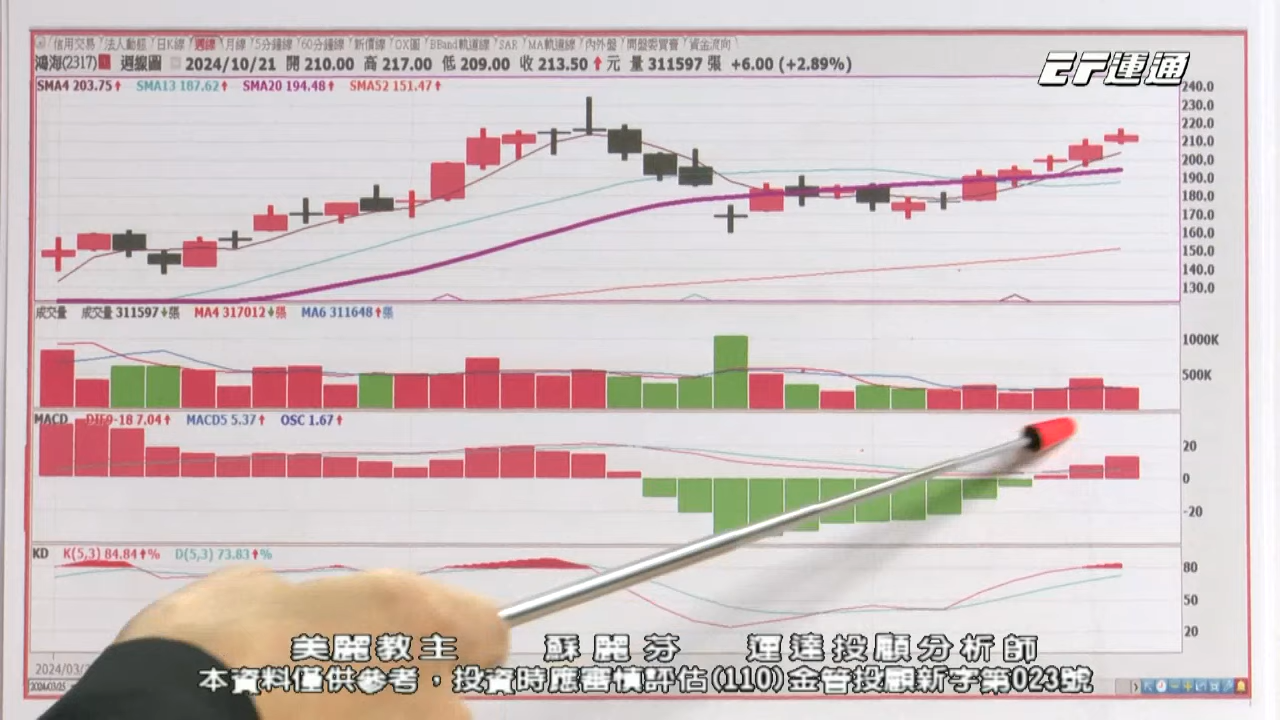 信用交易 法人動態 日K線 週線 月線 5分鐘線 60分鐘線 新價線 OX圖 BBand軌道線 SAR MA軌道線 內外盤 開盤委買賣 資金流向
鴻海(2317) 週線圖 2024/10/21 開 210.00 高 217.00 低 209.00 收 213.50↑元 量 311597 張 +6.00 (+2.89%)
EF運通
SMA4 203.75↑ SMA13 187.62↑ SMA20 194.48↑ SMA52 151.47↑
240.0
230.0
220.0
210.0
200.0
190.0
180.0
170.0
160.0
150.0
140.0
130.0
成交量 成交量 311597↓張 MA4 317012↓張 MA6 311648↑張
1000K
500K
MACD DIF9-18 7.04↑ MACD5 5.37↑ OSC 1.67↑
20
0
-20
KD K(5,3) 84.84↑% D(5,3) 73.83↑%
80
50
20
美麗教主 蘇麗芬 運達投顧分析師
本資料僅供參考，投資時應審慎評估(110)金管投顧新字第023號